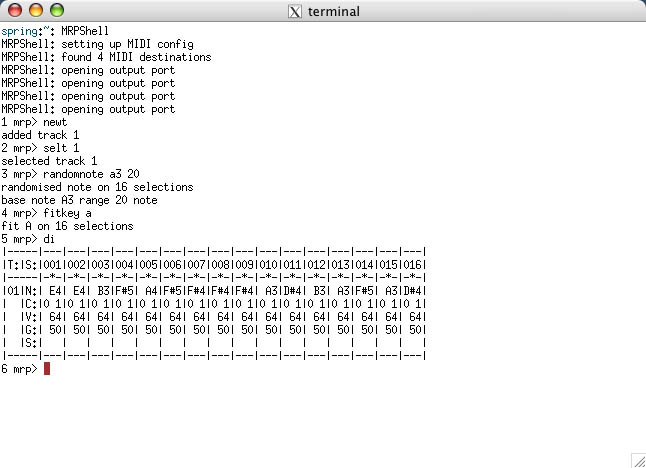 X terminal
spring:~: MRPShell
MRPShell: setting up MIDI config
MRPShell: found 4 MIDI destinations
MRPShell: opening output port
MRPShell: opening output port
MRPShell: opening output port
MRPShell: opening output port
1 mrp> newt
added track 1
2 mrp> selt 1
selected track 1
3 mrp> randomnote a3 20
randomised note on 16 selections
base note A3 range 20 note
4 mrp> fitkey a
fit A on 16 selections
5 mrp> di
|-----|---|---|---|---|---|---|---|---|---|---|---|---|---|---|---|---|
|T:|S:|001|002|003|004|005|006|007|008|009|010|011|012|013|014|015|016|
|-----|-*-|-*-|-*-|-*-|-*-|-*-|-*-|-*-|-*-|-*-|-*-|-*-|-*-|-*-|-*-|-*-|
|01|N:| E4| E4| B3|F#5| A4|F#5|F#4|F#4|F#4| A3|D#4| B3| A3|F#5| A3|D#4|
|  |C:|0 1|0 1|0 1|0 1|0 1|0 1|0 1|0 1|0 1|0 1|0 1|0 1|0 1|0 1|0 1|0 1|
|  |V:| 64| 64| 64| 64| 64| 64| 64| 64| 64| 64| 64| 64| 64| 64| 64| 64|
|  |G:| 50| 50| 50| 50| 50| 50| 50| 50| 50| 50| 50| 50| 50| 50| 50| 50|
|  |S:|   |   |   |   |   |   |   |   |   |   |   |   |   |   |   |   |
|-----|---|---|---|---|---|---|---|---|---|---|---|---|---|---|---|---|
6 mrp>